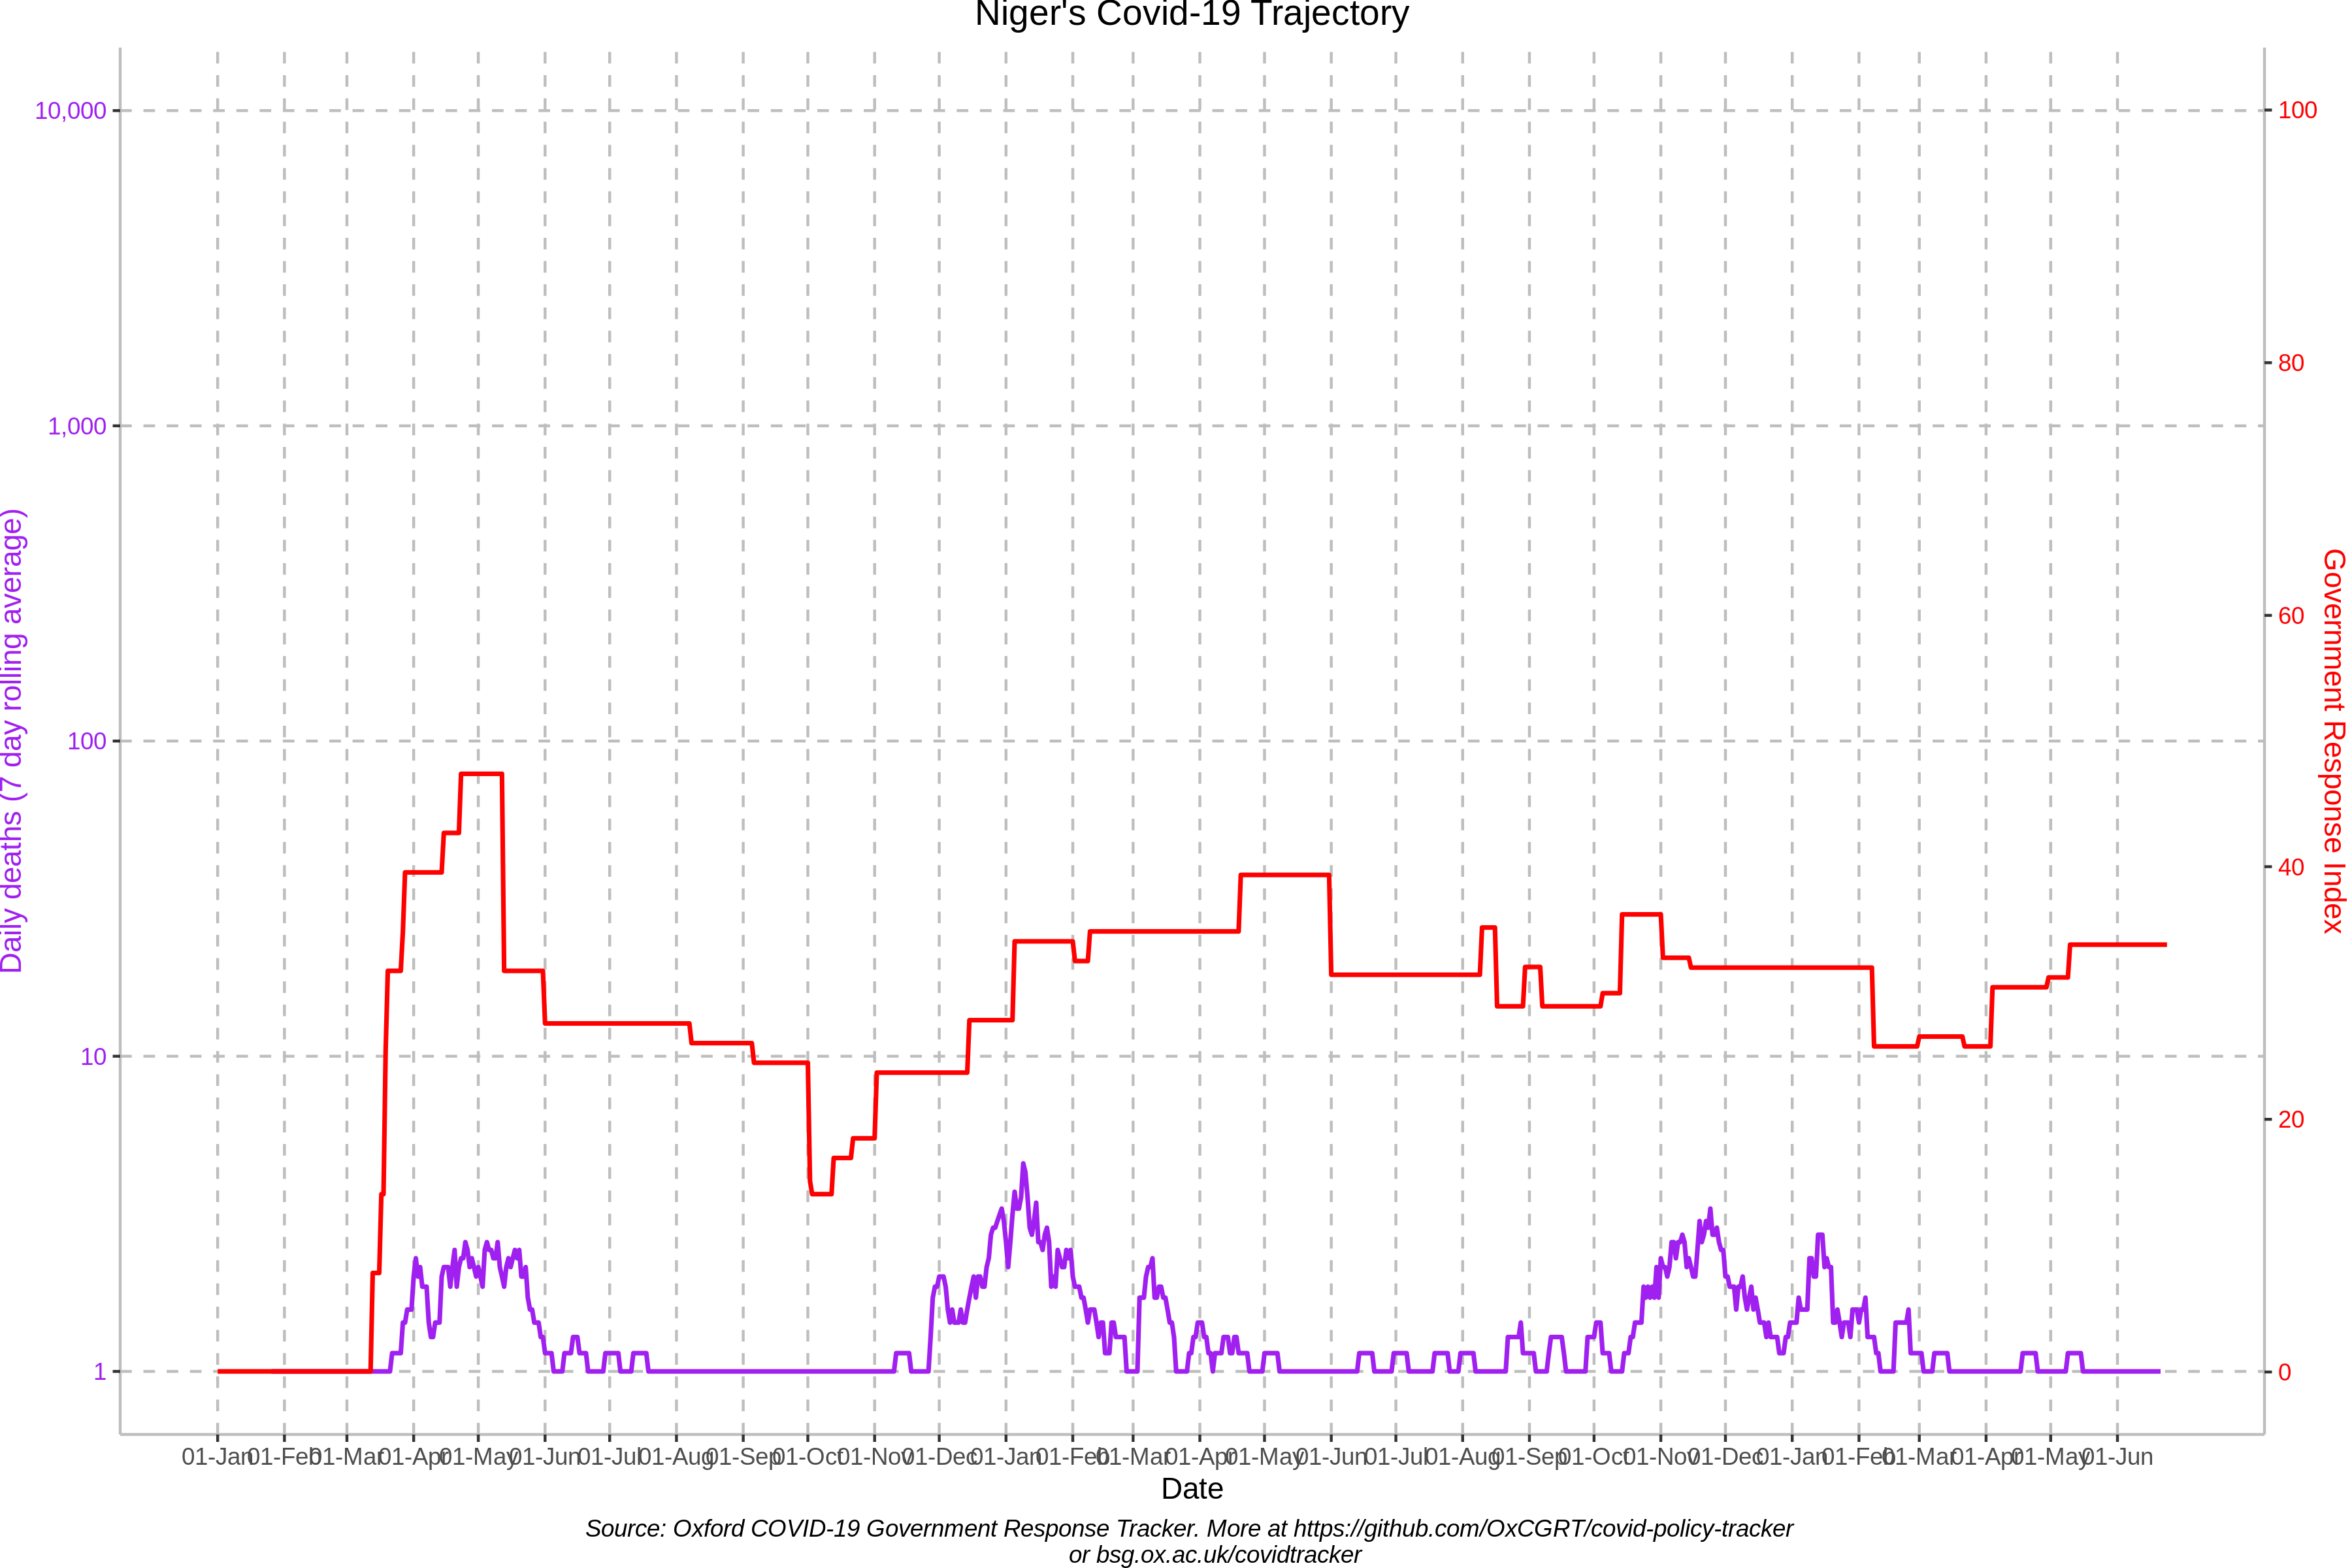 Niger's Covid-19 Trajectory
10,000
1,000
100
10
1
Daily deaths (7 day rolling average)
100
80
60
40
20
0
Government Response Index
01-Jan 01-Feb 01-Mar 01-Apr 01-May 01-Jun 01-Jul 01-Aug 01-Sep 01-Oct 01-Nov 01-Dec 01-Jan 01-Feb 01-Mar 01-Apr 01-May 01-Jun 01-Jul 01-Aug 01-Sep 01-Oct 01-Nov 01-Dec 01-Jan 01-Feb 01-Mar 01-Apr 01-May 01-Jun
Date
Source: Oxford COVID-19 Government Response Tracker. More at https://github.com/OxCGRT/covid-policy-tracker
or bsg.ox.ac.uk/covidtracker